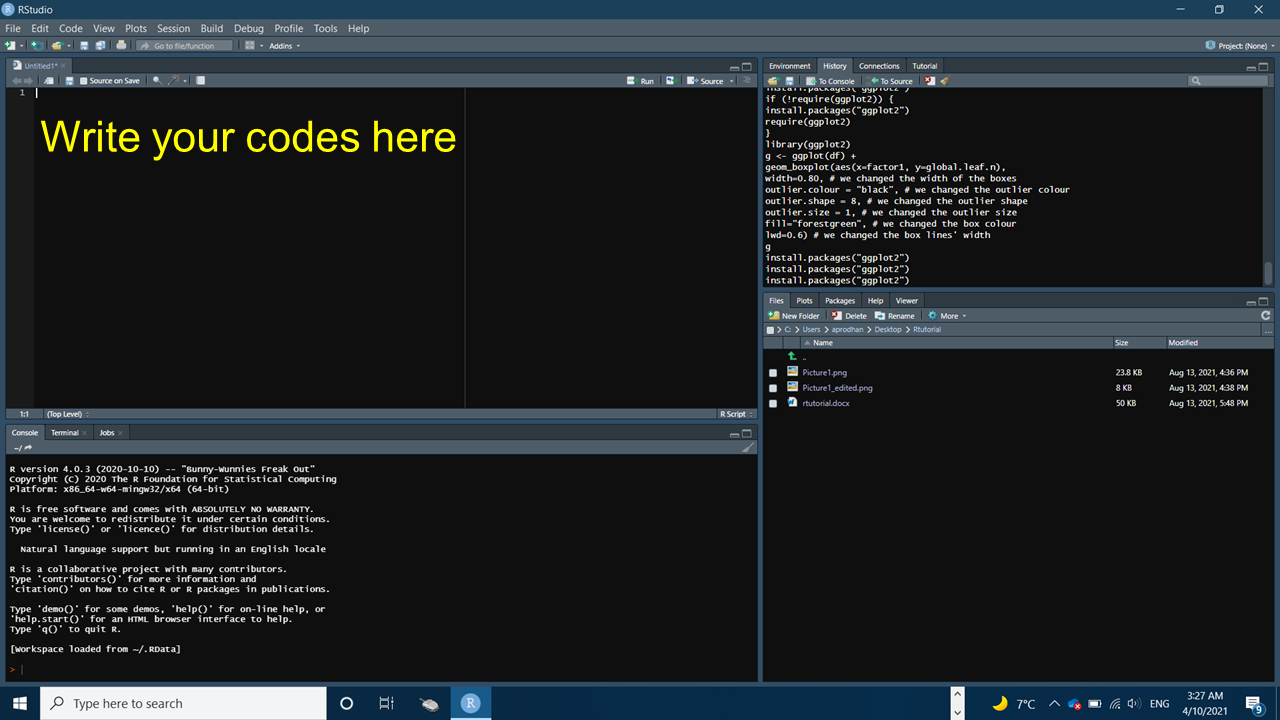 RStudio
File Edit Code View Plots Session Build Debug Profile Tools Help
Go to file/function Addins Project: (None)
Untitled1*
Source on Save Run Source
1
Write your codes here
1:1 (Top Level) R Script
Console Terminal Jobs
~/
R version 4.0.3 (2020-10-10) -- "Bunny-Wunnies Freak Out"
Copyright (C) 2020 The R Foundation for Statistical Computing
Platform: x86_64-w64-mingw32/x64 (64-bit)
R is free software and comes with ABSOLUTELY NO WARRANTY.
You are welcome to redistribute it under certain conditions.
Type 'license()' or 'licence()' for distribution details.
Natural language support but running in an English locale
R is a collaborative project with many contributors.
Type 'contributors()' for more information and
'citation()' on how to cite R or R packages in publications.
Type 'demo()' for some demos, 'help()' for on-line help, or
'help.start()' for an HTML browser interface to help.
Type 'q()' to quit R.
[Workspace loaded from ~/.RData]
>
Environment History Connections Tutorial
To Console To Source
install.packages("ggplot2")
if (!require(ggplot2)) {
install.packages("ggplot2")
require(ggplot2)
}
library(ggplot2)
g <- ggplot(df) +
geom_boxplot(aes(x=factor1, y=global.leaf.n),
width=0.80, # we changed the width of the boxes
outlier.colour = "black", # we changed the outlier colour
outlier.shape = 8, # we changed the outlier shape
outlier.size = 1, # we changed the outlier size
fill="forestgreen", # we changed the box colour
lwd=0.6) # we changed the box lines' width
g
install.packages("ggplot2")
install.packages("ggplot2")
install.packages("ggplot2")
Files Plots Packages Help Viewer
New Folder Delete Rename More
C: Users aprodhan Desktop Rtutorial ...
Name Size Modified
..
Picture1.png 23.8 KB Aug 13, 2021, 4:36 PM
Picture1_edited.png 8 KB Aug 13, 2021, 4:38 PM
rtutorial.docx 50 KB Aug 13, 2021, 5:48 PM
Type here to search
R
7°C ENG
3:27 AM
4/10/2021
9